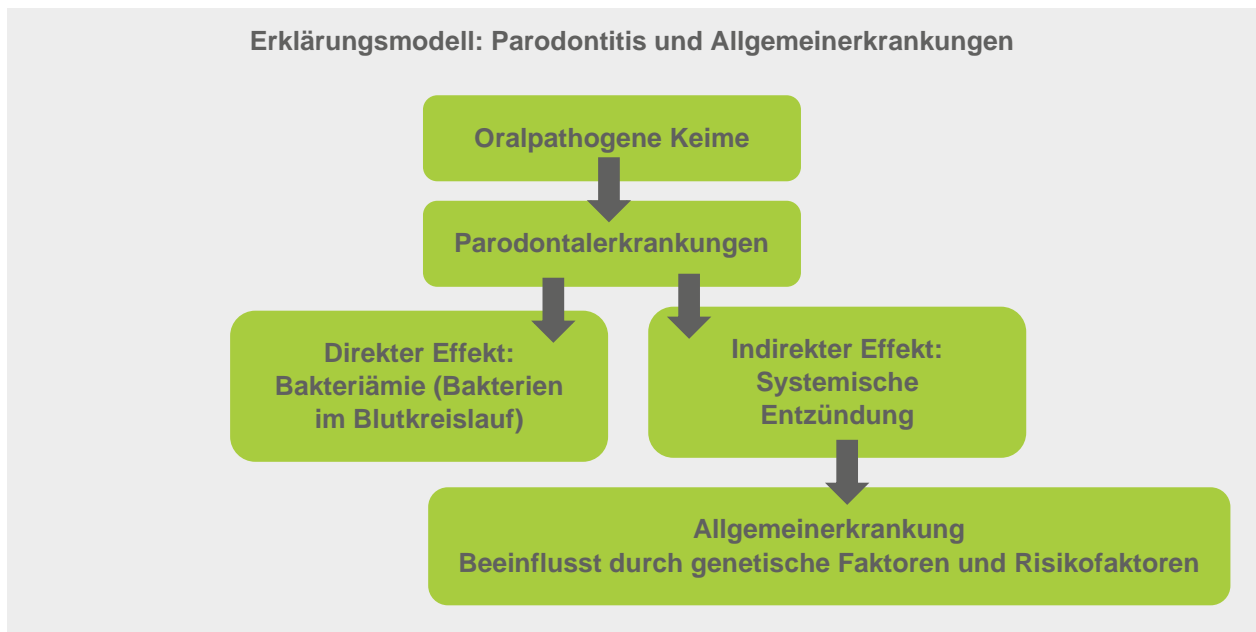 Erklärungsmodell: Parodontitis und Allgemeinerkrankungen
Oralpathogene Keime
Parodontalerkrankungen
Direkter Effekt:
Bakteriämie (Bakterien
im Blutkreislauf)
Indirekter Effekt:
Systemische
Entzündung
Allgemeinerkrankung
Beeinflusst durch genetische Faktoren und Risikofaktoren